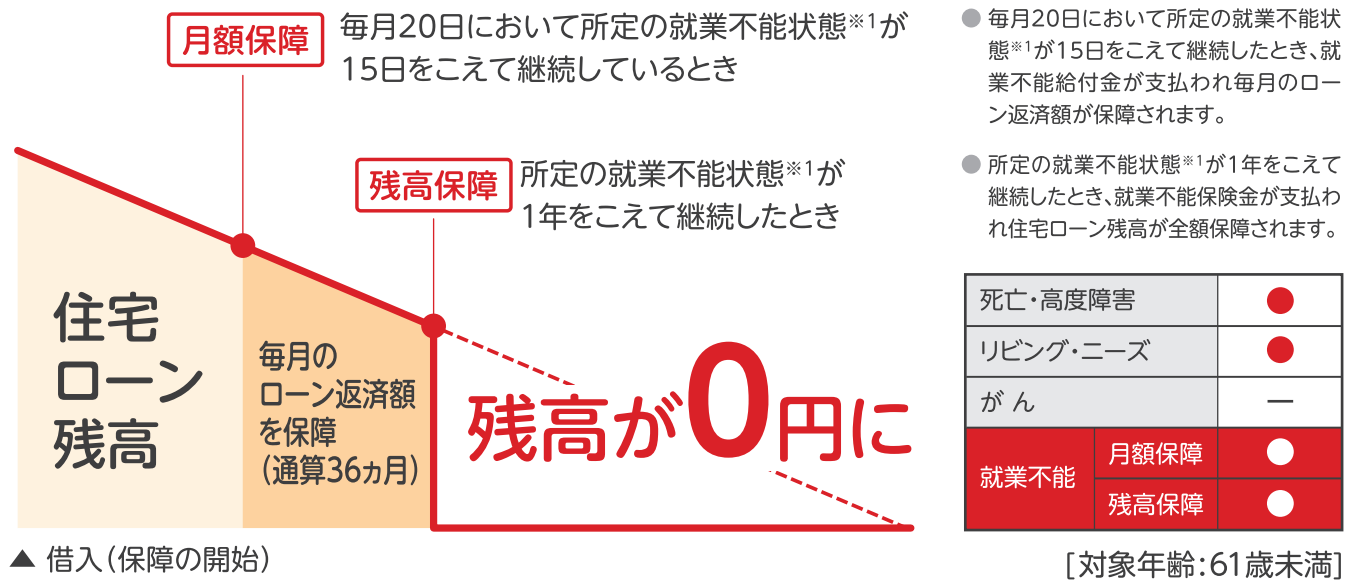 月額保障
毎月20日において所定の就業不能状態※1が
15日をこえて継続しているとき
残高保障
所定の就業不能状態※1が
1年をこえて継続したとき
住宅
ローン
残高
毎月の
ローン返済額
を保障
(通算36ヵ月)
残高が0円に
▲ 借入(保障の開始)
● 毎月20日において所定の就業不能状
態※1が15日をこえて継続したとき、就
業不能給付金が支払われ毎月のロー
ン返済額が保障されます。
● 所定の就業不能状態※1が1年をこえて
継続したとき、就業不能保険金が支払わ
れ住宅ローン残高が全額保障されます。
死亡・高度障害 ●
リビング・ニーズ ●
がん ー
就業不能
月額保障 ●
残高保障 ●
[対象年齢:61歳未満]